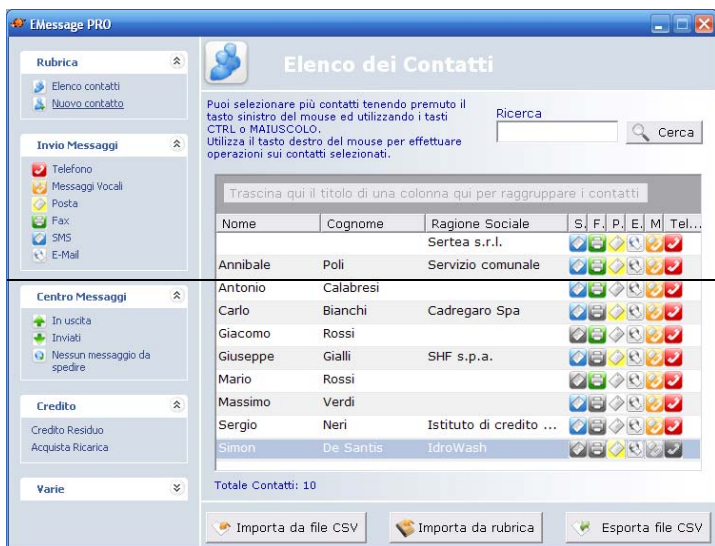 EMessage PRO
Rubrica
Elenco contatti
Nuovo contatto
Invio Messaggi
Telefono
Messaggi Vocali
Posta
Fax
SMS
E-Mail
Centro Messaggi
In uscita
Inviati
Nessun messaggio da
spedire
Credito
Credito Residuo
Acquista Ricarica
Varie
Elenco dei Contatti
Puoi selezionare più contatti tenendo premuto il
tasto sinistro del mouse ed utilizzando i tasti
CTRL o MAIUSCOLO.
Utilizza il tasto destro del mouse per effettuare
operazioni sui contatti selezionati.
Ricerca
Cerca
Trascina qui il titolo di una colonna qui per raggruppare i contatti
Nome Cognome Ragione Sociale S. F. P. E. M Tel...
Sertea s.r.l.
Annibale Poli Servizio comunale
Antonio Calabresi
Carlo Bianchi Cadregaro Spa
Giacomo Rossi
Giuseppe Gialli SHF s.p.a.
Mario Rossi
Massimo Verdi
Sergio Neri Istituto di credito ...
Simon De Santis IdroWash
Totale Contatti: 10
Importa da file CSV Importa da rubrica Esporta file CSV